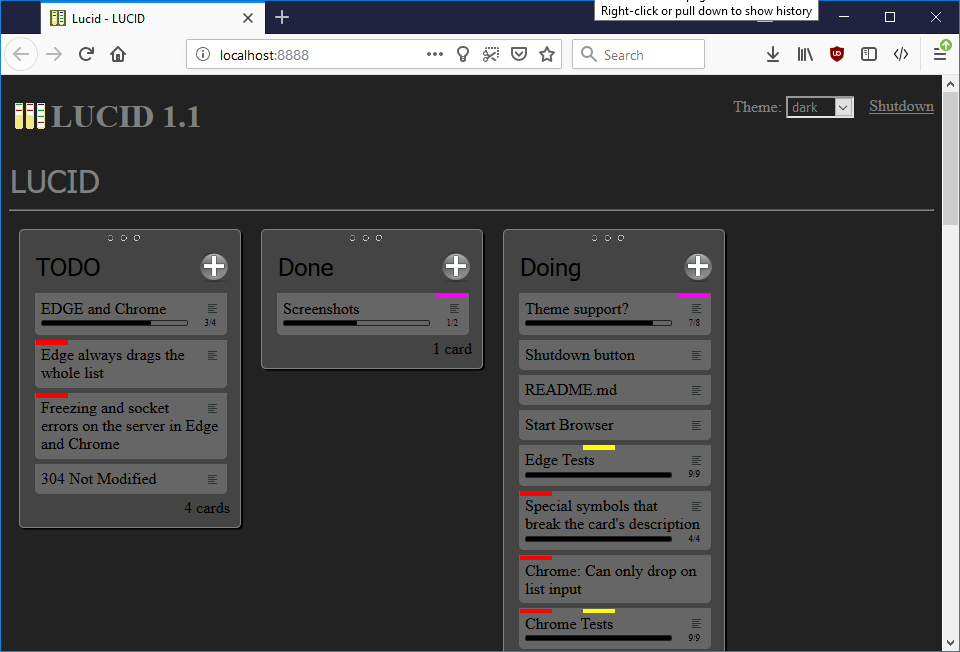 Lucid - LUCID
Right-click or pull down to show history
localhost:8888
Search
LUCID 1.1
Theme: dark Shutdown
LUCID
TODO
EDGE and Chrome
3/4
Edge always drags the
whole list
Freezing and socket
errors on the server in Edge
and Chrome
304 Not Modified
4 cards
Done
Screenshots
1/2
1 card
Doing
Theme support?
7/8
Shutdown button
README.md
Start Browser
Edge Tests
9/9
Special symbols that
break the card's description
4/4
Chrome: Can only drop on
list input
Chrome Tests
9/9